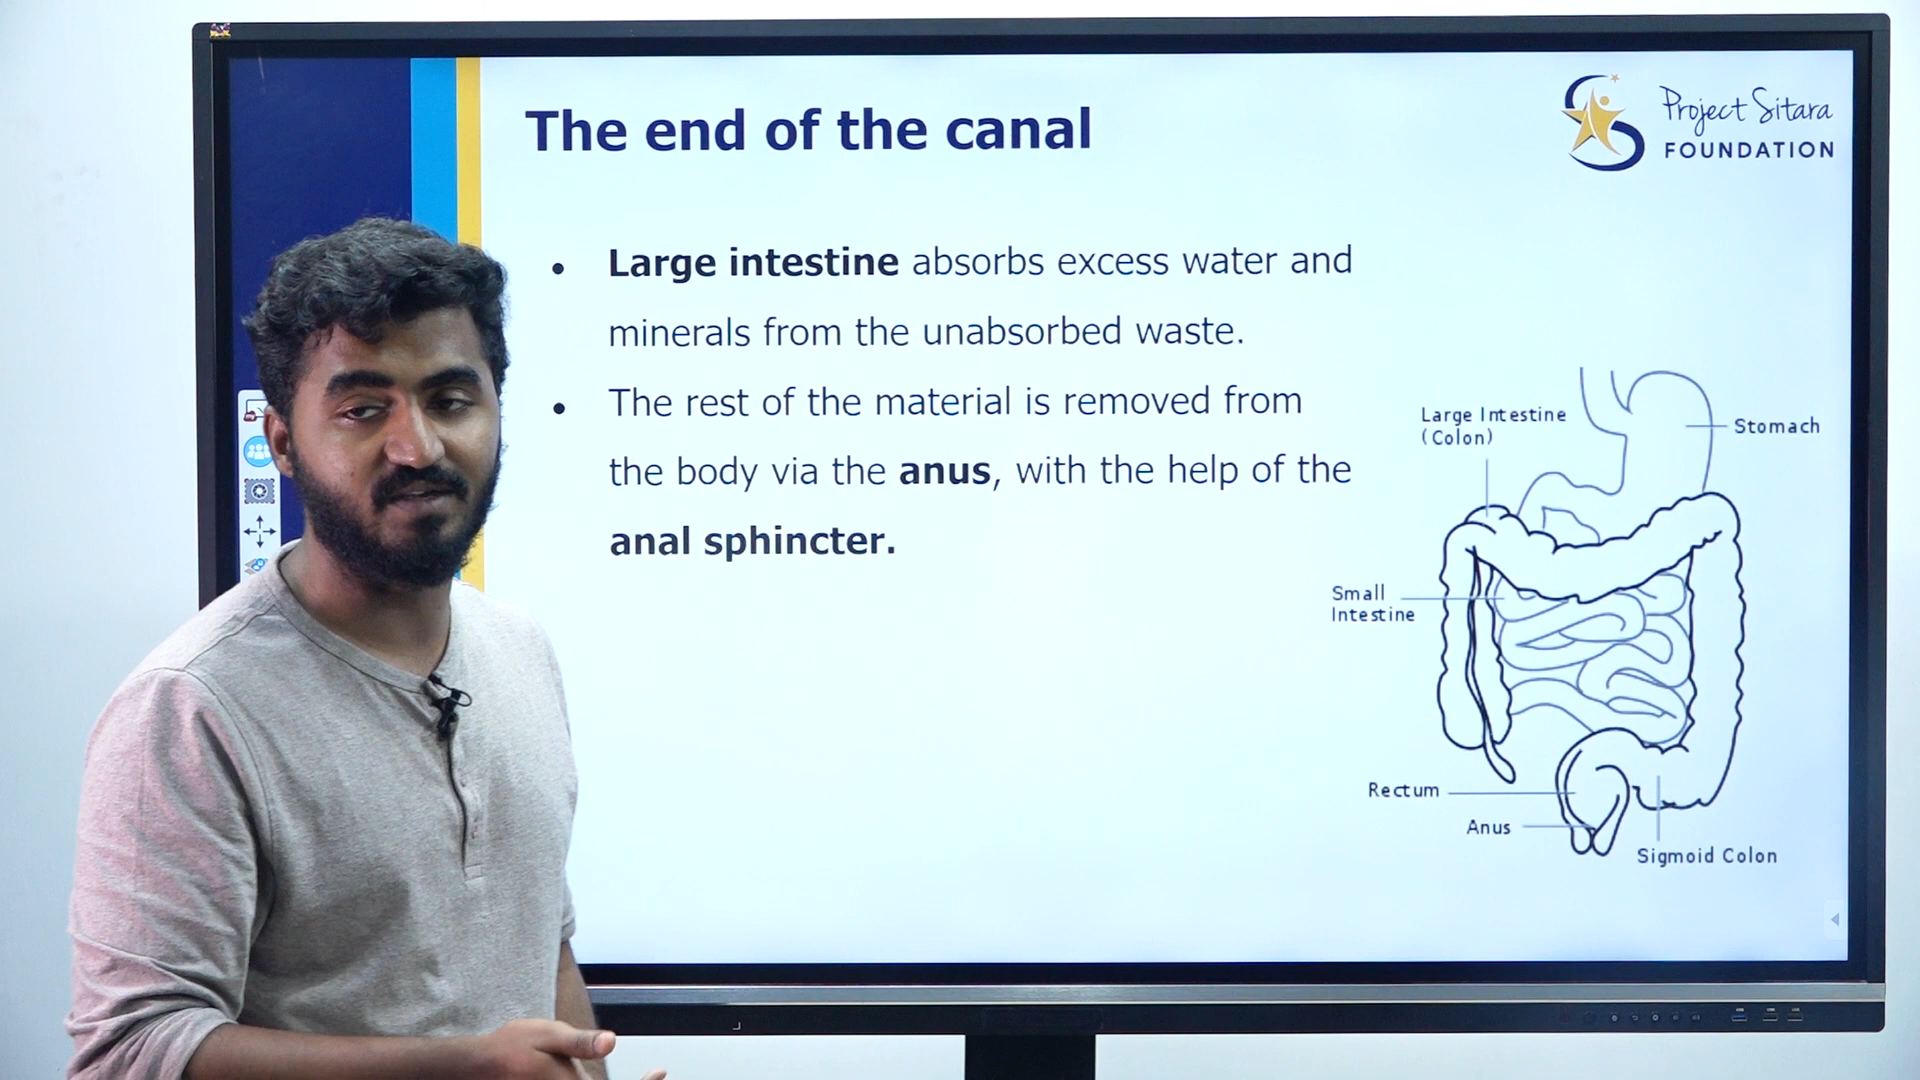 The end of the canal
Project Sitara
FOUNDATION
• Large intestine absorbs excess water and
minerals from the unabsorbed waste.
• The rest of the material is removed from
the body via the anus, with the help of the
anal sphincter.
Large Intestine
(Colon)
Stomach
Small
Intestine
Rectum
Anus
Sigmoid Colon